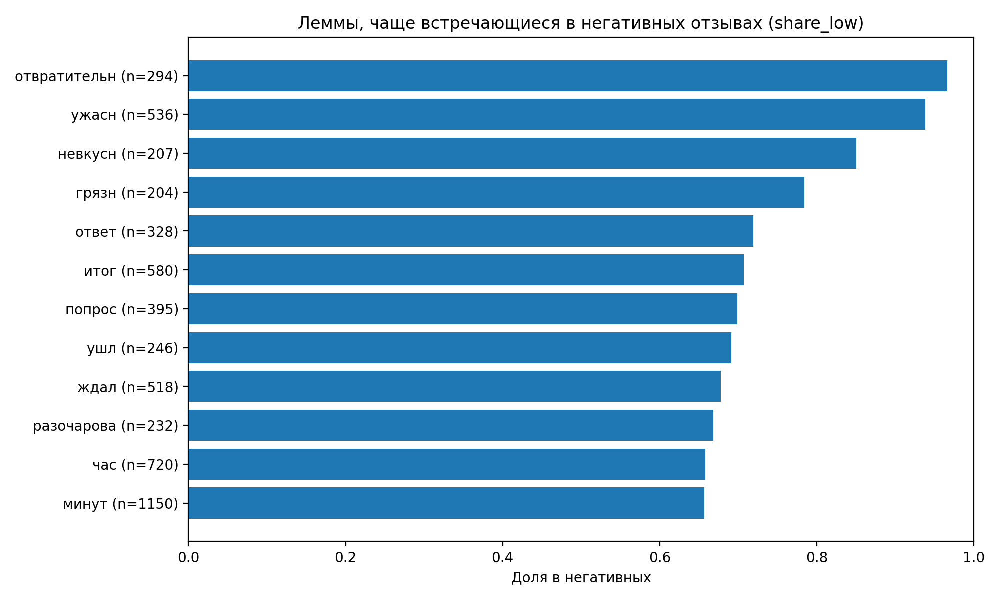 Леммы, чаще встречающиеся в негативных отзывах (share_low)
отвратительн (n=294)
ужасн (n=536)
невкусн (n=207)
грязн (n=204)
ответ (n=328)
итог (n=580)
попрос (n=395)
ушл (n=246)
ждал (n=518)
разочарова (n=232)
час (n=720)
минут (n=1150)
0.0 0.2 0.4 0.6 0.8 1.0
Доля в негативных